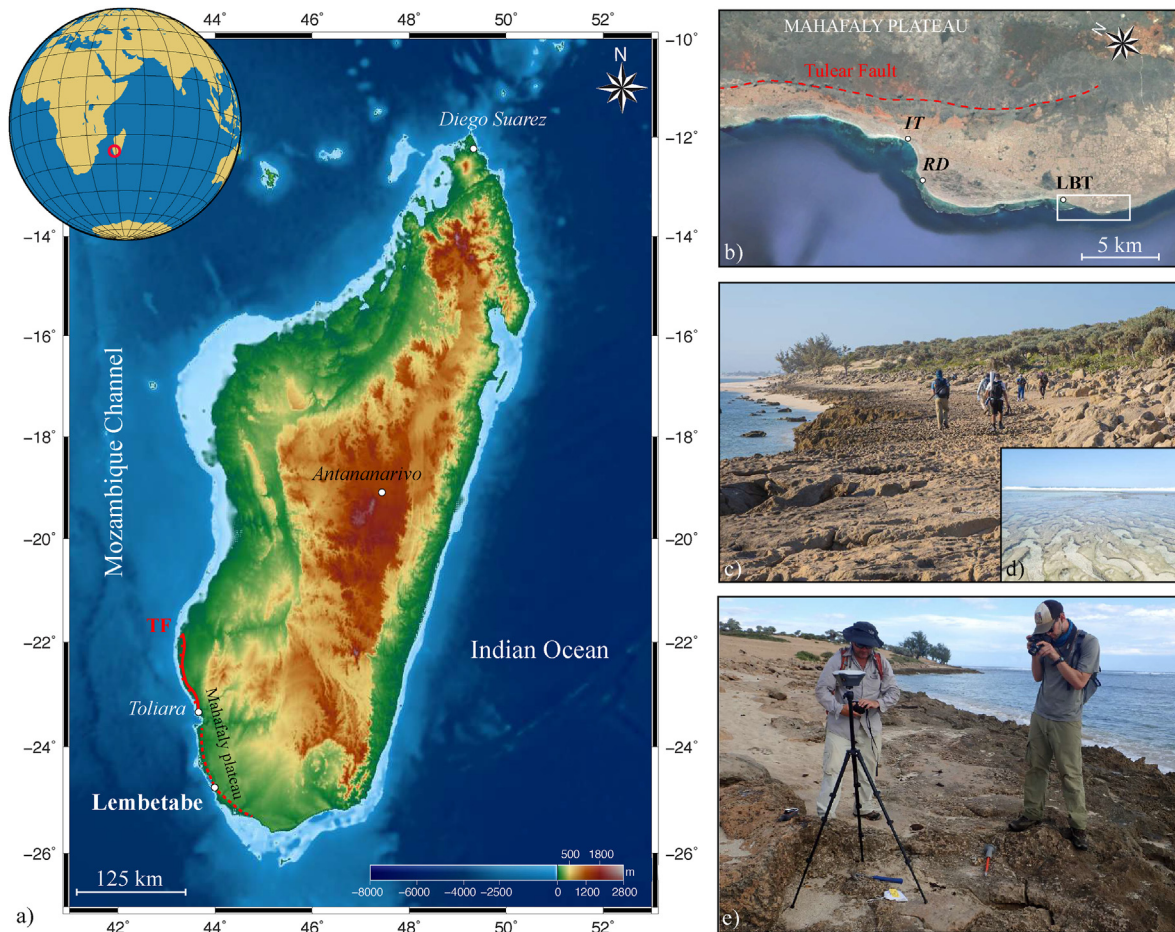 44°
46°
48°
50°
52°
N
−10°
Diego Suarez
−12°
−14°
−14°
−16°
−16°
Mozambique Channel
−18°
−18°
Antananarivo
−20°
−20°
TF
−22°
−22°
Indian Ocean
Toliara
Mahafaly plateau
−24°
−24°
Lembetabe
−26°
−26°
500 1800
m
−8000 −6000 −4000 −2500 0 1200 2800
125 km
a)
42°
44°
46°
48°
50°
52°
MAHAFALY PLATEAU
N
Tulear Fault
IT
RD
LBT
5 km
b)
c)
d)
e)